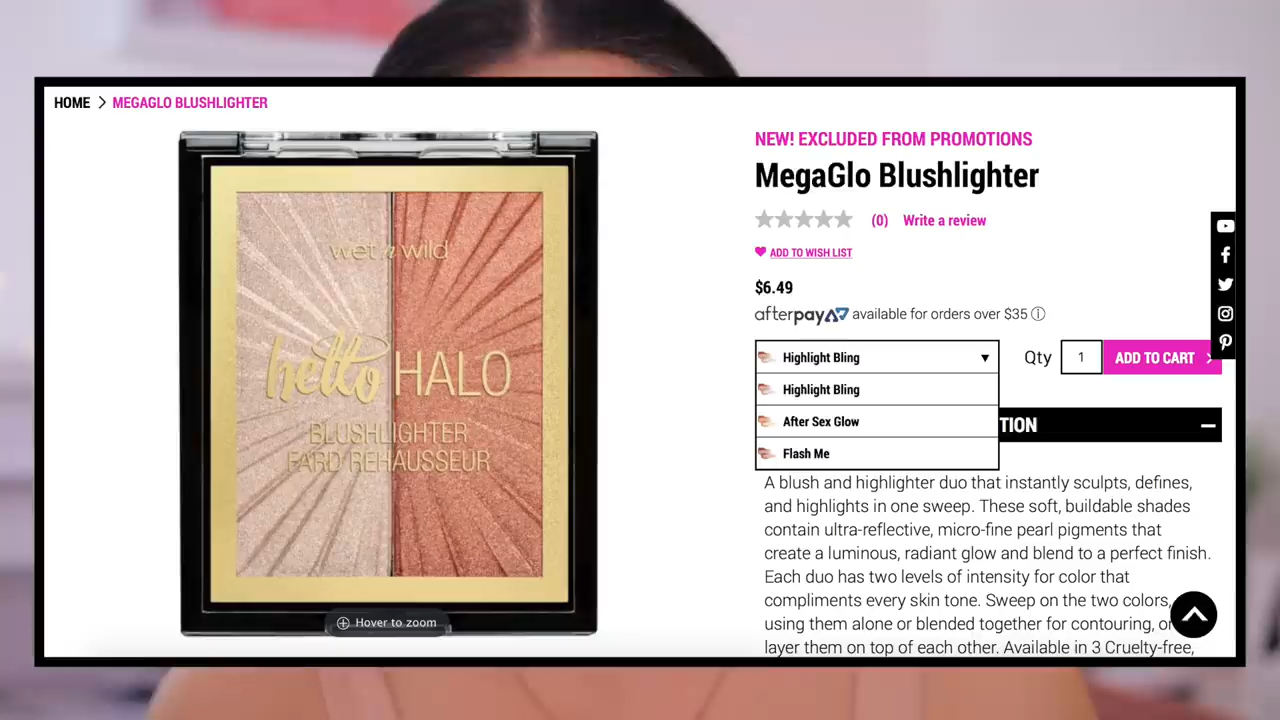 HOME > MEGAGLO BLUSHLIGHTER
wet n wild
hello HALO
BLUSHLIGHTER
FARD REHAUSSEUR
Hover to zoom
NEW! EXCLUDED FROM PROMOTIONS
MegaGlo Blushlighter
(0) Write a review
ADD TO WISH LIST
$6.49
afterpay available for orders over $35
Highlight Bling
Qty 1 ADD TO CART >
Highlight Bling
After Sex Glow
Flash Me
TION
A blush and highlighter duo that instantly sculpts, defines,
and highlights in one sweep. These soft, buildable shades
contain ultra-reflective, micro-fine pearl pigments that
create a luminous, radiant glow and blend to a perfect finish.
Each duo has two levels of intensity for color that
compliments every skin tone. Sweep on the two colors,
using them alone or blended together for contouring, or
layer them on top of each other. Available in 3 Cruelty-free,